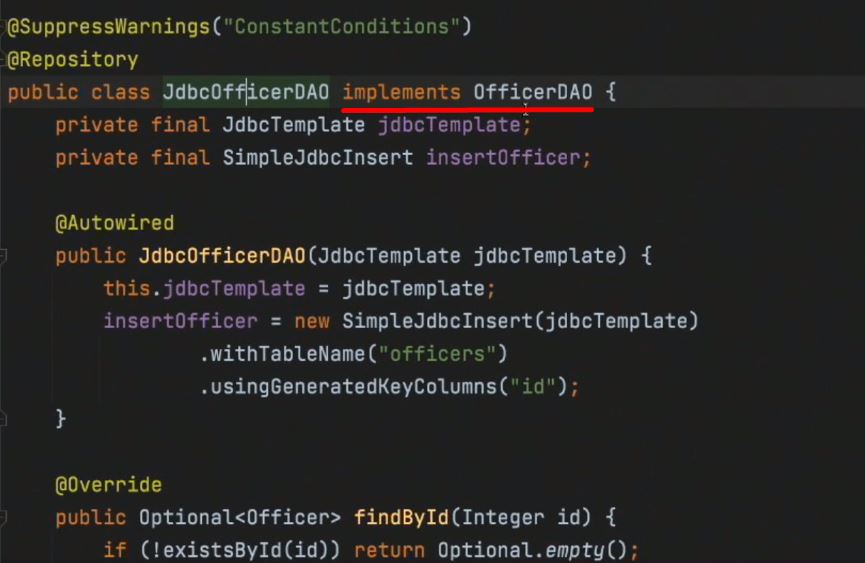 @SuppressWarnings("ConstantConditions")
@Repository
public class JdbcOfficerDAO implements OfficerDAO {
    private final JdbcTemplate jdbcTemplate;
    private final SimpleJdbcInsert insertOfficer;
    @Autowired
    public JdbcOfficerDAO(JdbcTemplate jdbcTemplate) {
        this.jdbcTemplate = jdbcTemplate;
        insertOfficer = new SimpleJdbcInsert(jdbcTemplate)
                .withTableName("officers")
                .usingGeneratedKeyColumns("id");
    }
    @Override
    public Optional<Officer> findById(Integer id) {
        if (!existsById(id)) return Optional.empty();